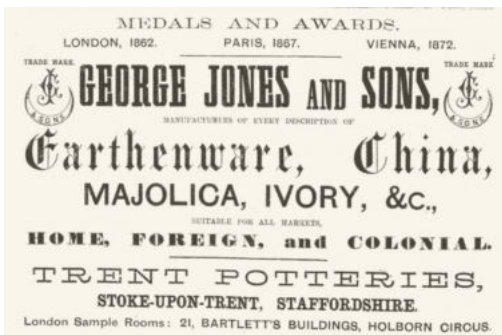 MEDALS AND AWARDS.
LONDON, 1862. PARIS, 1867. VIENNA, 1872.
TRADE MARK. TRADE MARK
GEORGE JONES AND SONS,
& SONS & SONS
MANUFACTURERS OF EVERY DESCRIPTION OF
Earthenware, China,
MAJOLICA, IVORY, &c.,
SUITABLE FOR ALL MARKETS,
HOME, FOREIGN, and COLONIAL.
TRENT POTTERIES,
STOKE-UPON-TRENT, STAFFORDSHIRE.
London Sample Rooms: 21, BARTLETT'S BUILDINGS, HOLBORN CIRCUS.